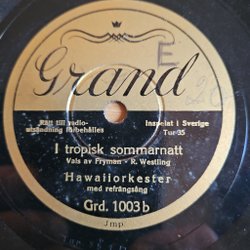 Grand
E
Rätt till radio-
utsändning förbehålles
Inspelat i Sverige
Tur 35
I tropisk sommarnatt
Vals av Fryman - R. Westling
Hawaiiorkester
med refrängsång
Grd. 1003 b
Jmp.